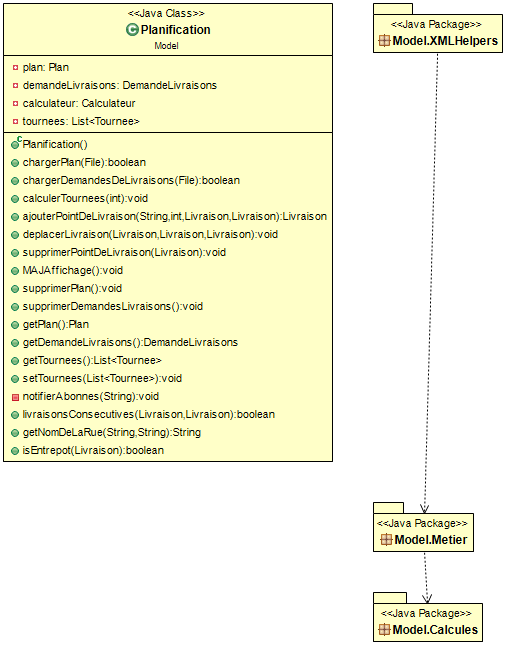 <<Java Class>>
Planification
Model
plan: Plan
demandeLivraisons: DemandeLivraisons
calculateur: Calculateur
tournees: List<Tournee>
Planification()
chargerPlan(File):boolean
chargerDemandesDeLivraisons(File):boolean
calculerTournees(int):void
ajouterPointDeLivraison(String,int,Livraison,Livraison):Livraison
deplacerLivraison(Livraison,Livraison,Livraison):void
supprimerPointDeLivraison(Livraison):void
MAJAffichage():void
supprimerPlan():void
supprimerDemandesLivraisons():void
getPlan():Plan
getDemandeLivraisons():DemandeLivraisons
getTournees():List<Tournee>
setTournees(List<Tournee>):void
notifierAbonnes(String):void
livraisonsConsecutives(Livraison,Livraison):boolean
getNomDeLaRue(String,String):String
isEntrepot(Livraison):boolean
<<Java Package>>
Model.XMLHelpers
<<Java Package>>
Model.Metier
<<Java Package>>
Model.Calcules